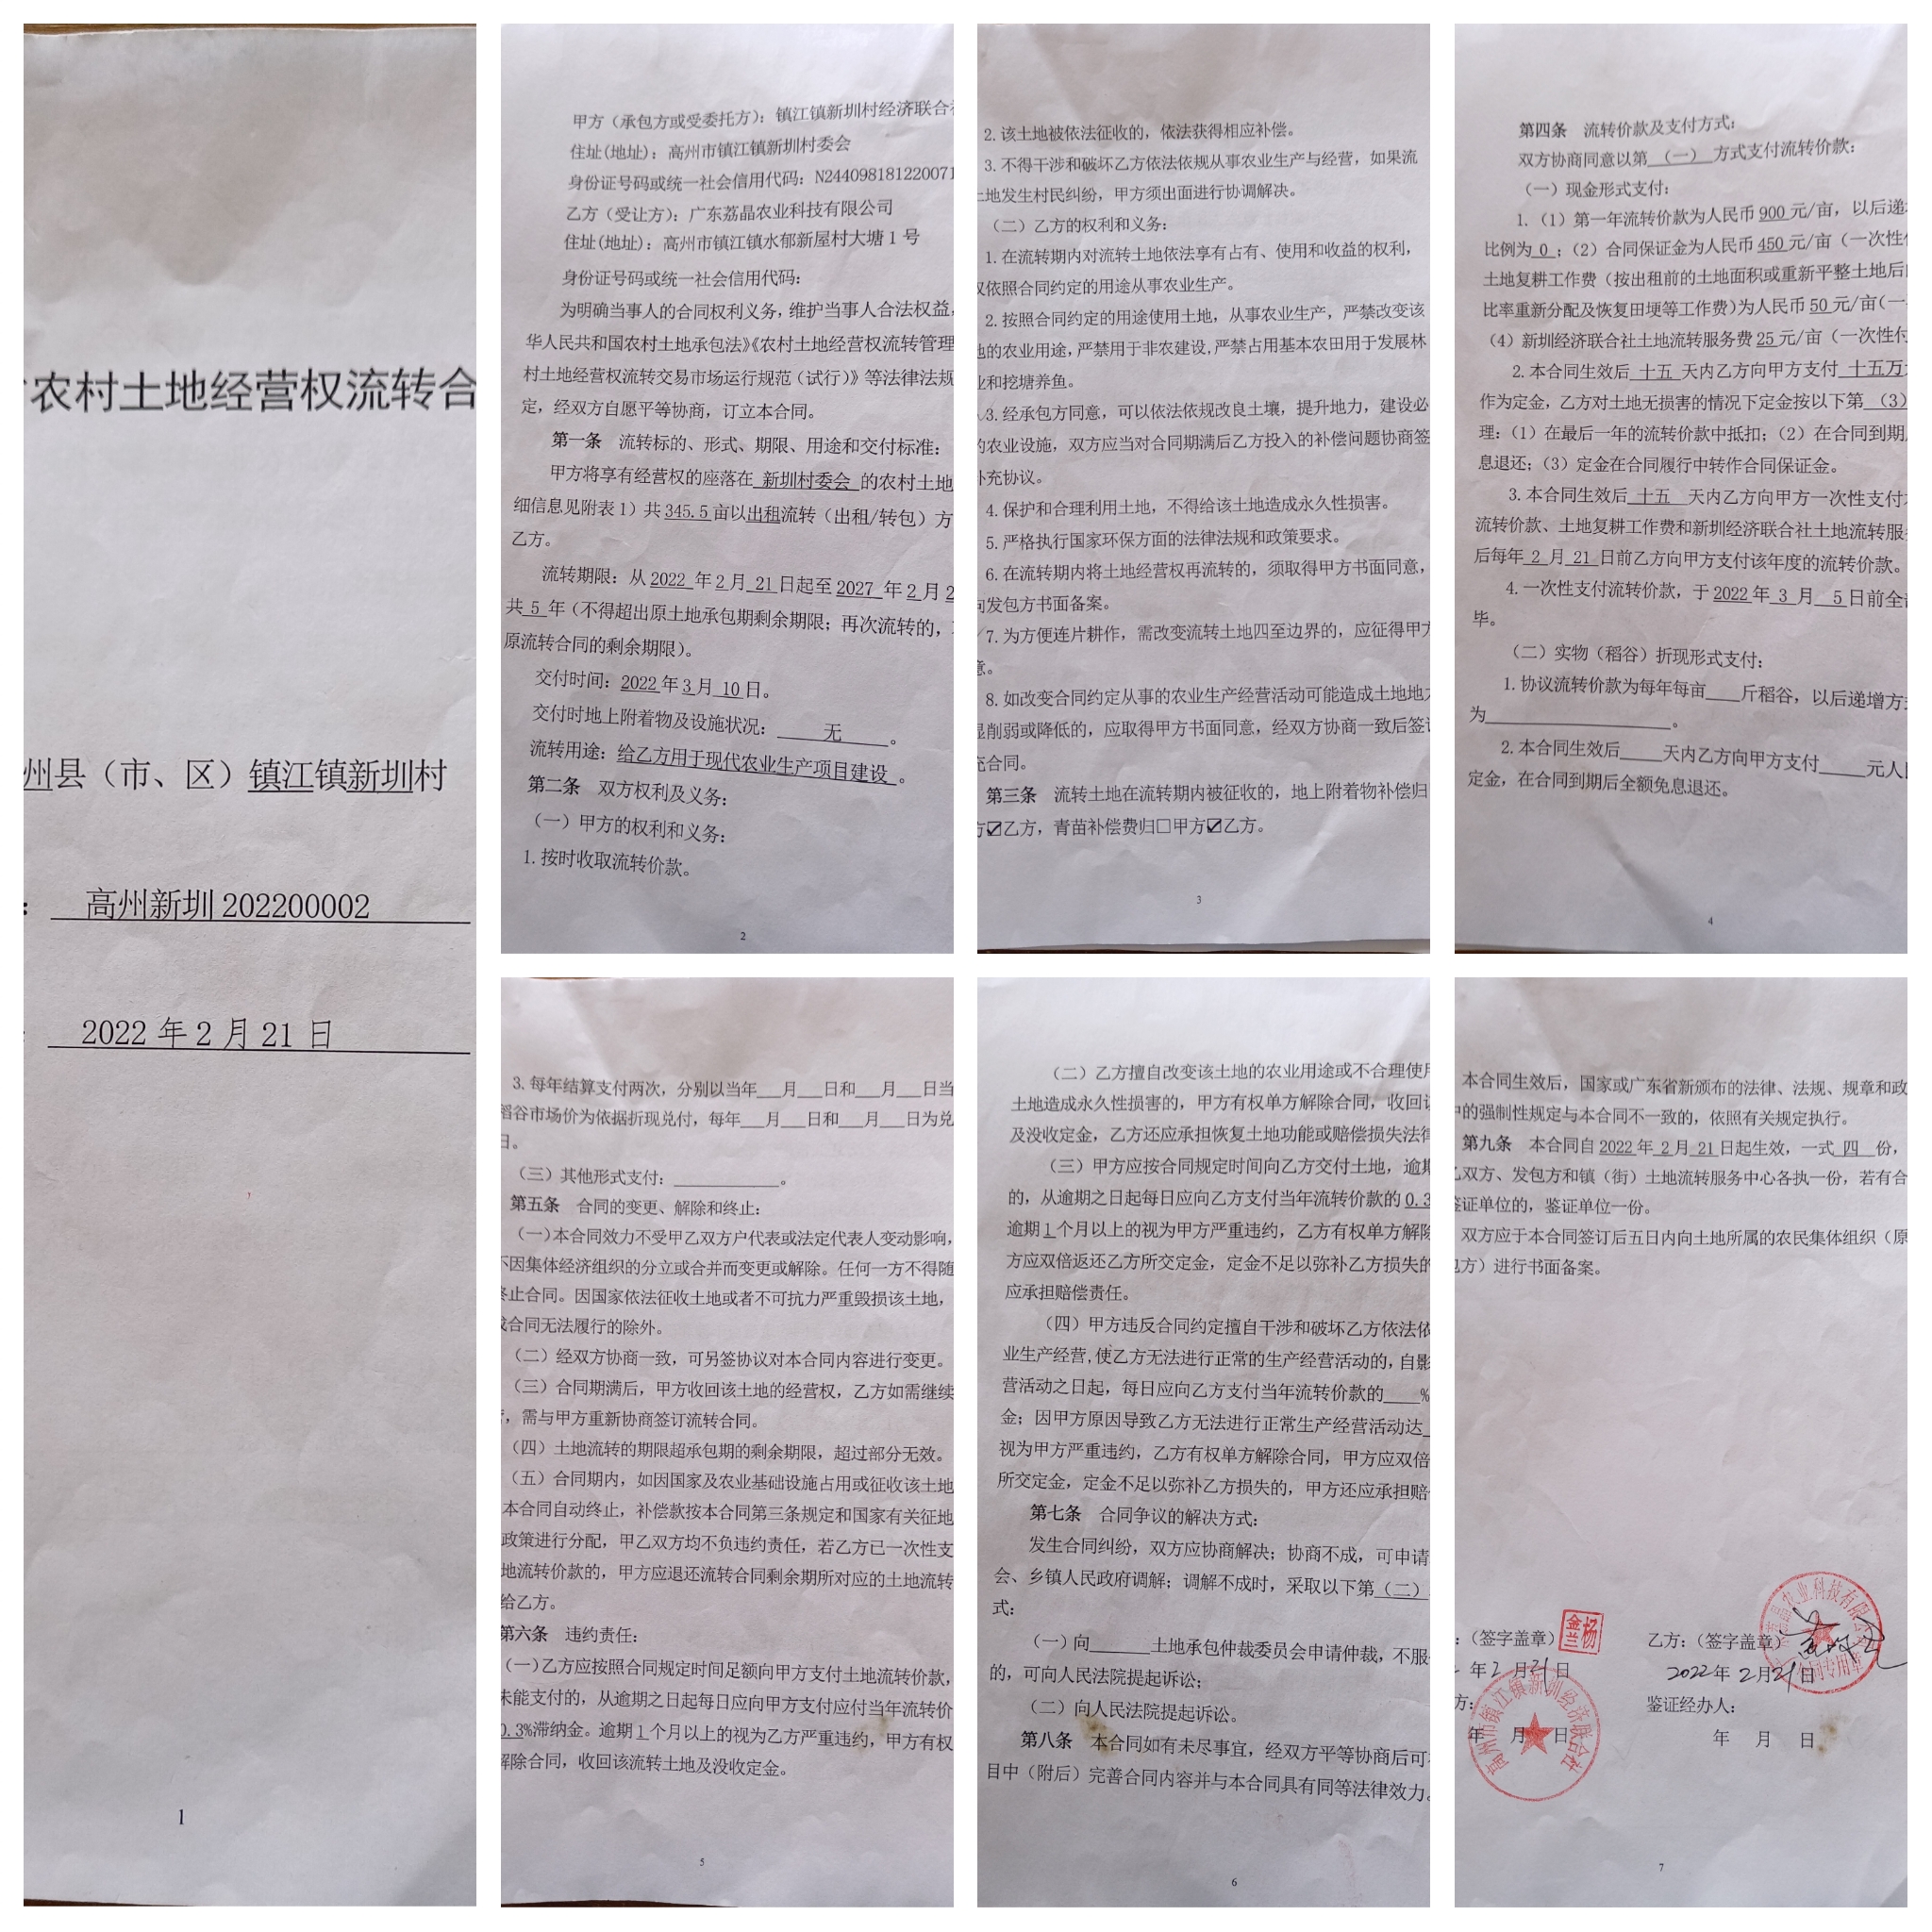 农村土地经营权流转合
州县（市、区）镇江镇新圳村
： 高州新圳 202200002
： 2022 年 2 月 21 日
1
甲方（承包方或受委托方）：镇江镇新圳村经济联合
住址(地址)：高州市镇江镇新圳村委会
身份证号码或统一社会信用代码：N244098181220071
乙方（受让方）：广东荔晶农业科技有限公司
住址(地址)：高州市镇江镇水郁新屋村大塘 1 号
身份证号码或统一社会信用代码：
为明确当事人的合同权利义务，维护当事人合法权益，
华人民共和国农村土地承包法》《农村土地经营权流转管理
村土地经营权流转交易市场运行规范（试行）》等法律法规
定，经双方自愿平等协商，订立本合同。
第一条 流转标的、形式、期限、用途和交付标准：
甲方将享有经营权的座落在 新圳村委会 的农村土地
细信息见附表 1）共 345.5 亩以出租流转（出租/转包）方
乙方。
流转期限：从 2022 年 2 月 21 日起至 2027 年 2 月 2
共 5 年（不得超出原土地承包期剩余期限；再次流转的，
原流转合同的剩余期限）。
交付时间：2022 年 3 月 10 日。
交付时地上附着物及设施状况：____无____。
流转用途：给乙方用于现代农业生产项目建设 。
第二条 双方权利及义务：
（一）甲方的权利和义务：
1. 按时收取流转价款。
2
2. 该土地被依法征收的，依法获得相应补偿。
3. 不得干涉和破坏乙方依法依规从事农业生产与经营，如果流
土地发生村民纠纷，甲方须出面进行协调解决。
（二）乙方的权利和义务：
1. 在流转期内对流转土地依法享有占有、使用和收益的权利，
仅依照合同约定的用途从事农业生产。
2. 按照合同约定的用途使用土地，从事农业生产，严禁改变该
地的农业用途，严禁用于非农建设，严禁占用基本农田用于发展林
业和挖塘养鱼。
3. 经承包方同意，可以依法依规改良土壤，提升地力，建设必
的农业设施，双方应当对合同期满后乙方投入的补偿问题协商签
补充协议。
4. 保护和合理利用土地，不得给该土地造成永久性损害。
5. 严格执行国家环保方面的法律法规和政策要求。
6. 在流转期内将土地经营权再流转的，须取得甲方书面同意，
向发包方书面备案。
7. 为方便连片耕作，需改变流转土地四至边界的，应征得甲方
意。
8. 如改变合同约定从事的农业生产经营活动可能造成土地地力
显削弱或降低的，应取得甲方书面同意，经双方协商一致后签
充合同。
第三条 流转土地在流转期内被征收的，地上附着物补偿归
方☑乙方，青苗补偿费归□甲方☑乙方。
3
第四条 流转价款及支付方式：
双方协商同意以第 （一） 方式支付流转价款：
（一）现金形式支付：
1.（1）第一年流转价款为人民币 900 元/亩，以后递
比例为 0 ；（2）合同保证金为人民币 450 元/亩（一次性
土地复耕工作费（按出租前的土地面积或重新平整土地后
比率重新分配及恢复田埂等工作费）为人民币 50 元/亩（一
（4）新圳经济联合社土地流转服务费 25 元/亩（一次性付
2. 本合同生效后 十五 天内乙方向甲方支付 十五万
作为定金，乙方对土地无损害的情况下定金按以下第 （3）
理：（1）在最后一年的流转价款中抵扣；（2）在合同到期
息退还；（3）定金在合同履行中转作合同保证金。
3. 本合同生效后 十五 天内乙方向甲方一次性支付
流转价款、土地复耕工作费和新圳经济联合社土地流转服
后每年 2 月 21 日前乙方向甲方支付该年度的流转价款。
4. 一次性支付流转价款，于 2022 年 3 月 5 日前全
毕。
（二）实物（稻谷）折现形式支付；
1. 协议流转价款为每年每亩____斤稻谷，以后递增方
为________________。
2. 本合同生效后____天内乙方向甲方支付____元人
定金，在合同到期后全额免息退还。
4
3. 每年结算支付两次，分别以当年___月___日和___月___日当
稻谷市场价为依据折现兑付，每年___月___日和___月___日为兑
日。
（三）其他形式支付：____________。
第五条 合同的变更、解除和终止：
（一）本合同效力不受甲乙双方户代表或法定代表人变动影响，
不因集体经济组织的分立或合并而变更或解除。任何一方不得随
终止合同。因国家依法征收土地或者不可抗力严重毁损该土地，
成合同无法履行的除外。
（二）经双方协商一致，可另签协议对本合同内容进行变更。
（三）合同期满后，甲方收回该土地的经营权，乙方如需继续
，需与甲方重新协商签订流转合同。
（四）土地流转的期限超承包期的剩余期限，超过部分无效。
（五）合同期内，如因国家及农业基础设施占用或征收该土地
本合同自动终止，补偿款按本合同第三条规定和国家有关征地
政策进行分配，甲乙双方均不负违约责任，若乙方已一次性支
地流转价款的，甲方应退还流转合同剩余期所对应的土地流转
给乙方。
第六条 违约责任：
（一）乙方应按照合同规定时间足额向甲方支付土地流转价款，
未能支付的，从逾期之日起每日应向甲方支付应付当年流转价
0.3%滞纳金。逾期 1 个月以上的视为乙方严重违约，甲方有权
解除合同，收回该流转土地及没收定金。
5
（二）乙方擅自改变该土地的农业用途或不合理使用
土地造成永久性损害的，甲方有权单方解除合同，收回
及没收定金，乙方还应承担恢复土地功能或赔偿损失法律
（三）甲方应按合同规定时间向乙方交付土地，逾期
的，从逾期之日起每日应向乙方支付当年流转价款的 0.3
逾期 1 个月以上的视为甲方严重违约，乙方有权单方解除
方应双倍返还乙方所交定金，定金不足以弥补乙方损失的
应承担赔偿责任。
（四）甲方违反合同约定擅自干涉和破坏乙方依法依
业生产经营，使乙方无法进行正常的生产经营活动的，自影
营活动之日起，每日应向乙方支付当年流转价款的____%
金；因甲方原因导致乙方无法进行正常生产经营活动达_
视为甲方严重违约，乙方有权单方解除合同，甲方应双倍
所交定金，定金不足以弥补乙方损失的，甲方还应承担赔
第七条 合同争议的解决方式：
发生合同纠纷，双方应协商解决；协商不成，可申请
会、乡镇人民政府调解；调解不成时，采取以下第（二）
式：
（一）向______土地承包仲裁委员会申请仲裁，不服
的，可向人民法院提起诉讼；
（二）向人民法院提起诉讼。
第八条 本合同如有未尽事宜，经双方平等协商后可
目中（附后）完善合同内容并与本合同具有同等法律效力。
6
本合同生效后，国家或广东省新颁布的法律、法规、规章和政
中的强制性规定与本合同不一致的，依照有关规定执行。
第九条 本合同自 2022 年 2 月 21 日起生效，一式 四 份，
乙双方、发包方和镇（街）土地流转服务中心各执一份，若有合
鉴证单位的，鉴证单位一份。
双方应于本合同签订后五日内向土地所属的农民集体组织（原
包方）进行书面备案。
：（签字盖章）
杨金兰
乙方：（签字盖章）
荔晶农业科技有限公司
合同专用章
年 2 月 21 日
2022 年 2 月 21 日
方：
鉴证经办人：
年 月 日
年 月 日
高州市镇江镇新圳经济联合社
7